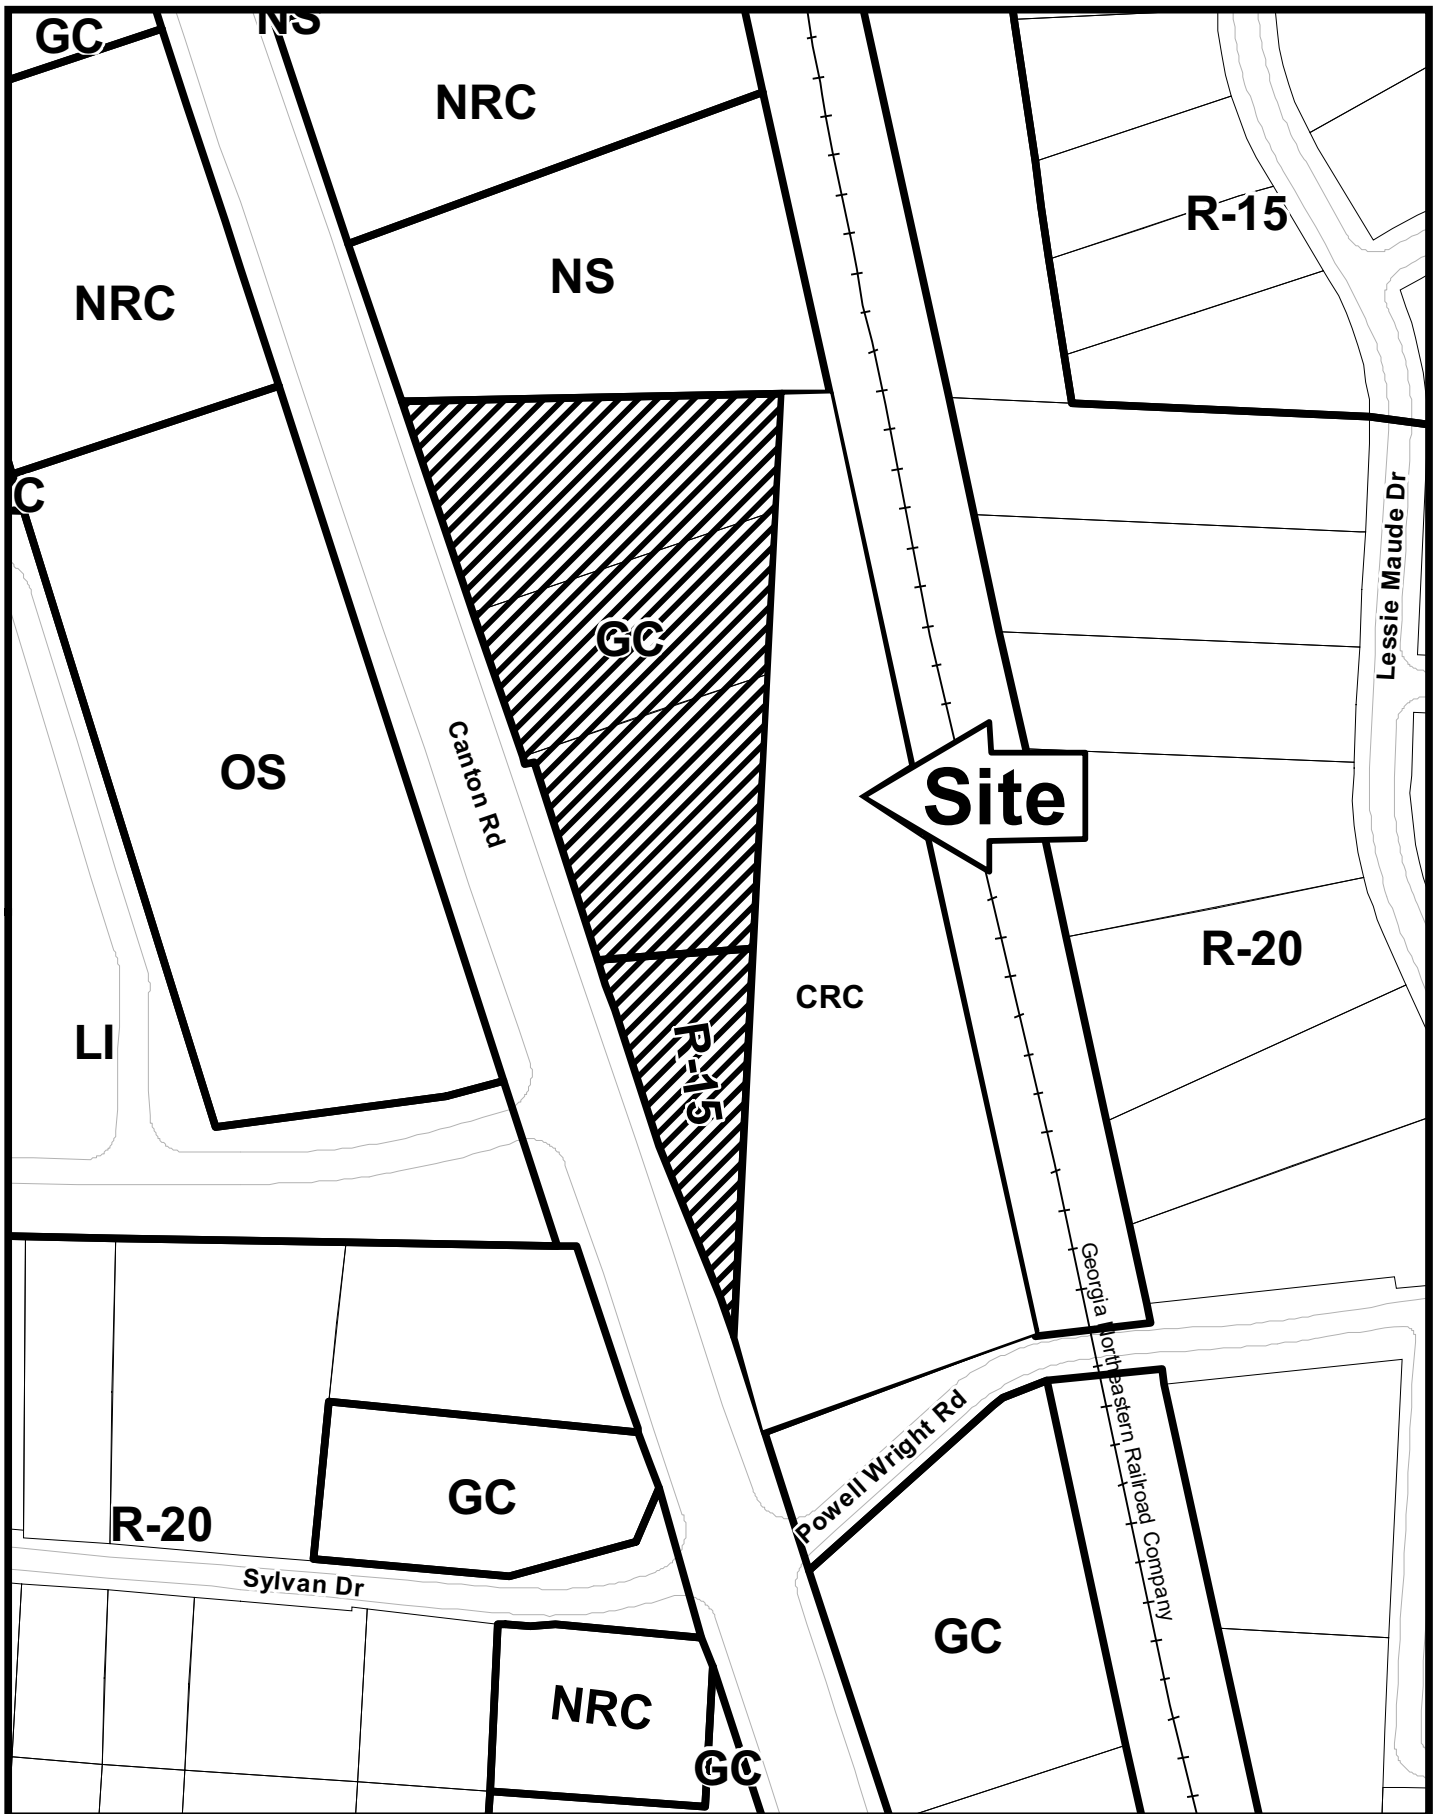 GC
NS
NRC
R-15
NS
NRC
C
Lessie Maude Dr
GC
OS
Canton Rd
Site
R-20
CRC
LI
R-15
Georgia Northeastern Railroad Company
Powell Wright Rd
GC
R-20
Sylvan Dr
GC
NRC
GC